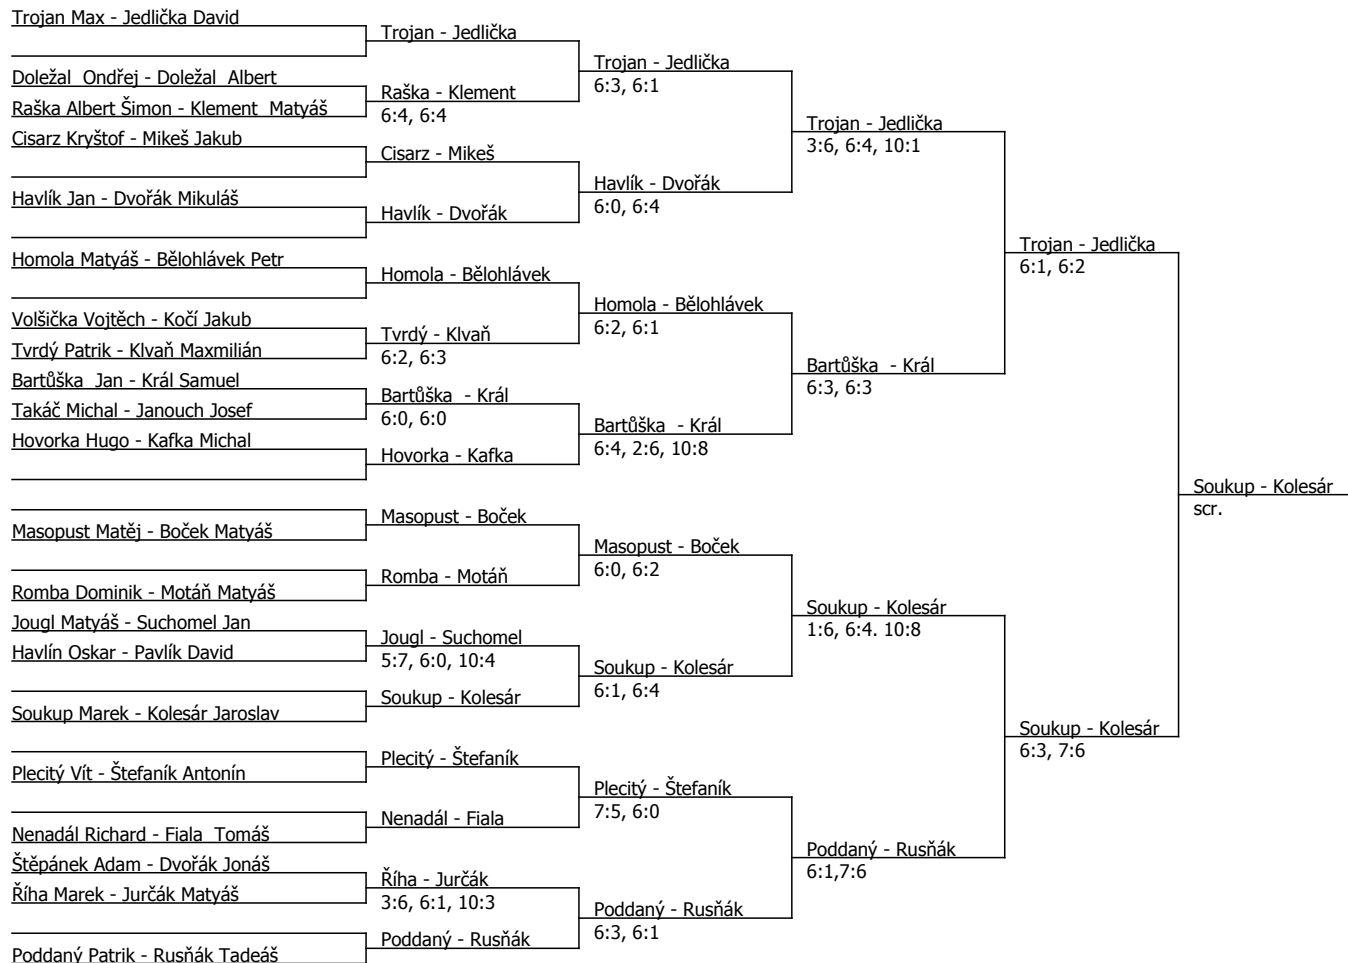 Trojan Max - Jedlička David
Doležal  Ondřej - Doležal  Albert
Raška Albert Šimon - Klement  Matyáš
Cisarz Kryštof - Mikeš Jakub
Havlík Jan - Dvořák Mikuláš
Homola Matyáš - Bělohlávek Petr
Volšička Vojtěch - Kočí Jakub
Tvrdý Patrik - Klvaň Maxmilián
Bartůška  Jan - Král Samuel
Takáč Michal - Janouch Josef
Hovorka Hugo - Kafka Michal
Masopust Matěj - Boček Matyáš
Romba Dominik - Motáň Matyáš
Jougl Matyáš - Suchomel Jan
Havlín Oskar - Pavlík David
Soukup Marek - Kolesár Jaroslav
Plecitý Vít - Štefaník Antonín
Nenadál Richard - Fiala  Tomáš
Štěpánek Adam - Dvořák Jonáš
Říha Marek - Jurčák Matyáš
Poddaný Patrik - Rusňák Tadeáš
Trojan - Jedlička
Raška - Klement
6:4, 6:4
Cisarz - Mikeš
Havlík - Dvořák
Homola - Bělohlávek
Tvrdý - Klvaň
6:2, 6:3
Bartůška  - Král
6:0, 6:0
Hovorka - Kafka
Masopust - Boček
Romba - Motáň
Jougl - Suchomel
5:7, 6:0, 10:4
Soukup - Kolesár
Plecitý - Štefaník
Nenadál - Fiala
Říha - Jurčák
3:6, 6:1, 10:3
Poddaný - Rusňák
Trojan - Jedlička
6:3, 6:1
Havlík - Dvořák
6:0, 6:4
Homola - Bělohlávek
6:2, 6:1
Bartůška  - Král
6:4, 2:6, 10:8
Masopust - Boček
6:0, 6:2
Soukup - Kolesár
6:1, 6:4
Plecitý - Štefaník
7:5, 6:0
Poddaný - Rusňák
6:3, 6:1
Trojan - Jedlička
3:6, 6:4, 10:1
Bartůška  - Král
6:3, 6:3
Soukup - Kolesár
1:6, 6:4. 10:8
Poddaný - Rusňák
6:1,7:6
Trojan - Jedlička
6:1, 6:2
Soukup - Kolesár
6:3, 7:6
Soukup - Kolesár
scr.